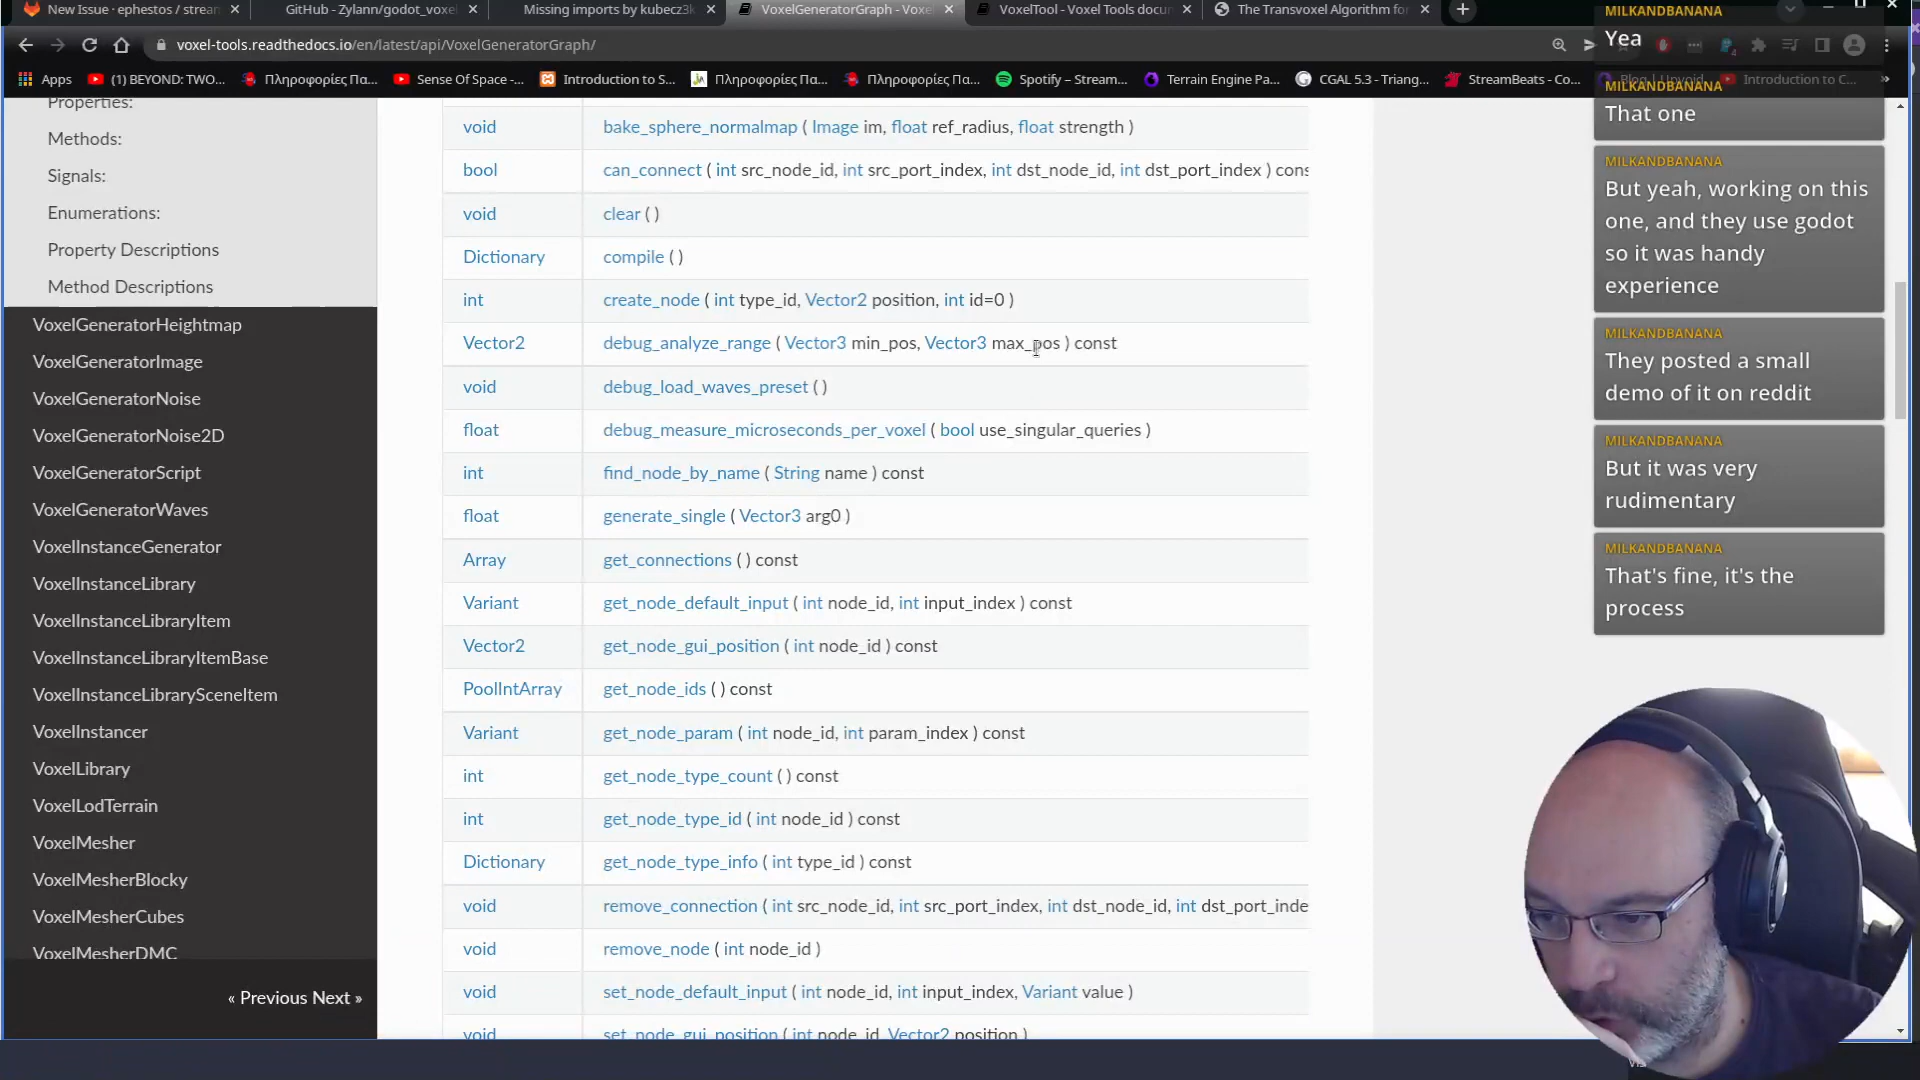 New Issue · ephestos / strea
GitHub - Zylann/godot_voxel
Missing imports by kubecz3k
VoxelGeneratorGraph - Voxel
VoxelTool - Voxel Tools docum
The Transvoxel Algorithm for
voxel-tools.readthedocs.io/en/latest/api/VoxelGeneratorGraph/
Apps
(1) BEYOND: TWO...
Πληροφορίες Πα...
Sense Of Space -...
Introduction to S...
Πληροφορίες Πα...
Πληροφορίες Πα...
Spotify – Stream...
Terrain Engine Pa...
CGAL 5.3 - Triang...
StreamBeats - Co...
Blog | Unvoid
Introduction to C...
Properties:
Methods:
Signals:
Enumerations:
Property Descriptions
Method Descriptions
VoxelGeneratorHeightmap
VoxelGeneratorImage
VoxelGeneratorNoise
VoxelGeneratorNoise2D
VoxelGeneratorScript
VoxelGeneratorWaves
VoxelInstanceGenerator
VoxelInstanceLibrary
VoxelInstanceLibraryItem
VoxelInstanceLibraryItemBase
VoxelInstanceLibrarySceneItem
VoxelInstancer
VoxelLibrary
VoxelLodTerrain
VoxelMesher
VoxelMesherBlocky
VoxelMesherCubes
VoxelMesherDMC
« Previous Next »
void bake_sphere_normalmap ( Image im, float ref_radius, float strength )
bool can_connect ( int src_node_id, int src_port_index, int dst_node_id, int dst_port_index ) cons
void clear ( )
Dictionary compile ( )
int create_node ( int type_id, Vector2 position, int id=0 )
Vector2 debug_analyze_range ( Vector3 min_pos, Vector3 max_pos ) const
void debug_load_waves_preset ( )
float debug_measure_microseconds_per_voxel ( bool use_singular_queries )
int find_node_by_name ( String name ) const
float generate_single ( Vector3 arg0 )
Array get_connections ( ) const
Variant get_node_default_input ( int node_id, int input_index ) const
Vector2 get_node_gui_position ( int node_id ) const
PoolIntArray get_node_ids ( ) const
Variant get_node_param ( int node_id, int param_index ) const
int get_node_type_count ( ) const
int get_node_type_id ( int node_id ) const
Dictionary get_node_type_info ( int type_id ) const
void remove_connection ( int src_node_id, int src_port_index, int dst_node_id, int dst_port_inde
void remove_node ( int node_id )
void set_node_default_input ( int node_id, int input_index, Variant value )
void set_node_gui_position ( int node_id, Vector2 position )
MILKANDBANANA
Yea
MILKANDBANANA
That one
MILKANDBANANA
But yeah, working on this
one, and they use godot
so it was handy
experience
MILKANDBANANA
They posted a small
demo of it on reddit
MILKANDBANANA
But it was very
rudimentary
MILKANDBANANA
That's fine, it's the
process